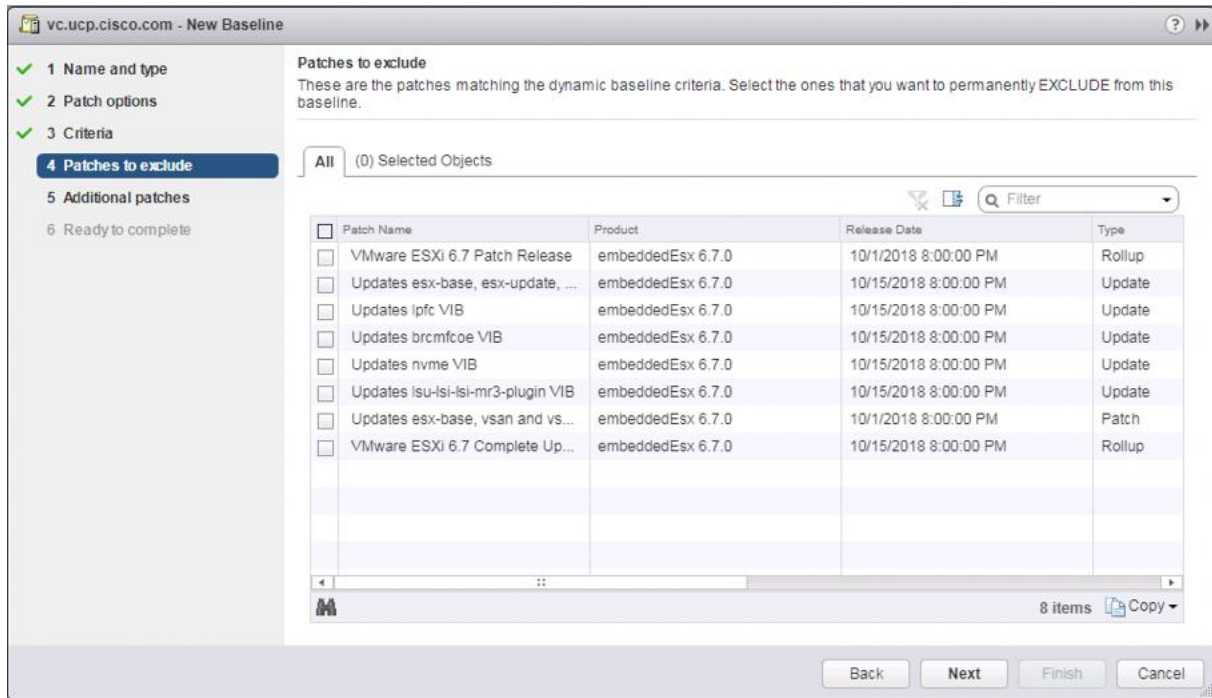 vc.ucp.cisco.com - New Baseline
1 Name and type
2 Patch options
3 Criteria
4 Patches to exclude
5 Additional patches
6 Ready to complete
Patches to exclude
These are the patches matching the dynamic baseline criteria. Select the ones that you want to permanently EXCLUDE from this
baseline.
All (0) Selected Objects
Filter
Patch Name Product Release Date Type
VMware ESXi 6.7 Patch Release embeddedEsx 6.7.0 10/1/2018 8:00:00 PM Rollup
Updates esx-base, esx-update, ... embeddedEsx 6.7.0 10/15/2018 8:00:00 PM Update
Updates lpfc VIB embeddedEsx 6.7.0 10/15/2018 8:00:00 PM Update
Updates brcmfcoe VIB embeddedEsx 6.7.0 10/15/2018 8:00:00 PM Update
Updates nvme VIB embeddedEsx 6.7.0 10/15/2018 8:00:00 PM Update
Updates lsu-lsi-lsi-mr3-plugin VIB embeddedEsx 6.7.0 10/15/2018 8:00:00 PM Update
Updates esx-base, vsan and vs... embeddedEsx 6.7.0 10/1/2018 8:00:00 PM Patch
VMware ESXi 6.7 Complete Up... embeddedEsx 6.7.0 10/15/2018 8:00:00 PM Rollup
8 items Copy
Back Next Finish Cancel